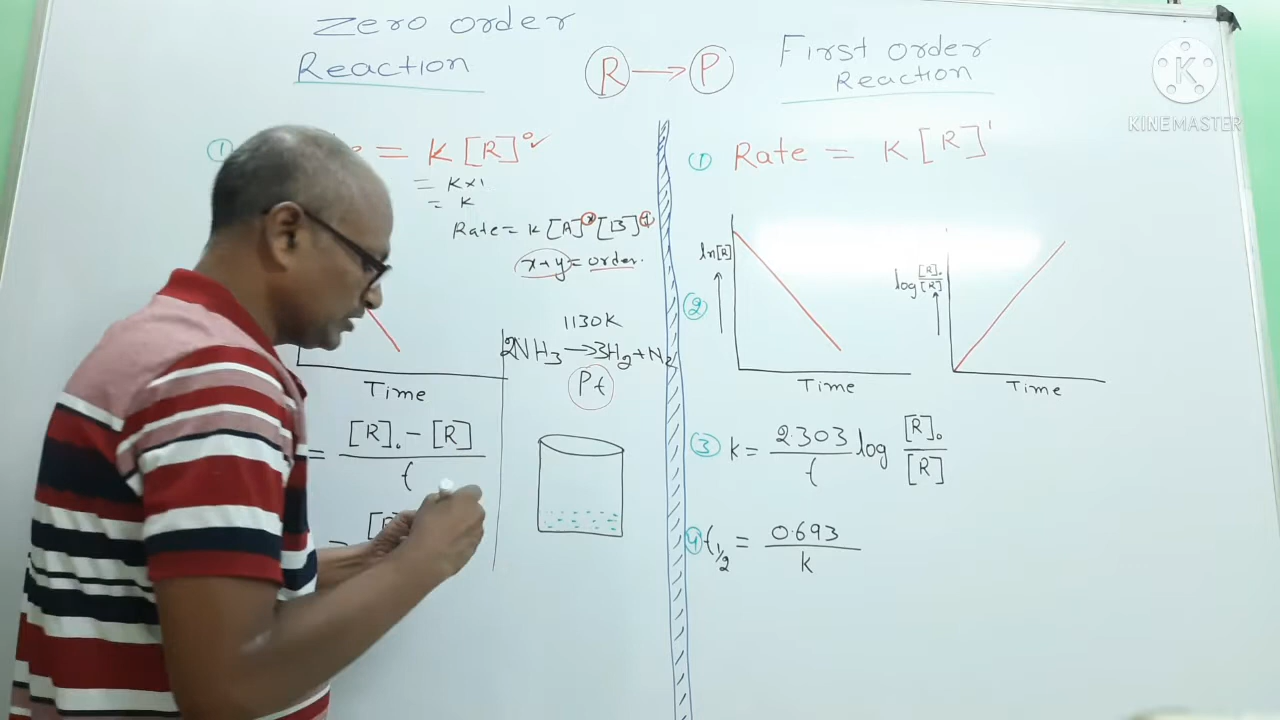 Zero order
Reaction
R → P
① = K[R]⁰
= K×1
= K
Rate = K[A]ˣ[B]ʸ
x+y = order.
1130K
2NH₃ → 3H₂ + N₂
Pt
Time
= [R]₀ - [R]
t
First order
Reaction
① Rate = K[R]¹
②
ln[R]
Time
log [R]₀
[R]
Time
③ k = 2.303 log [R]₀
t [R]
④ t½ = 0.693
k
K
KINEMASTER